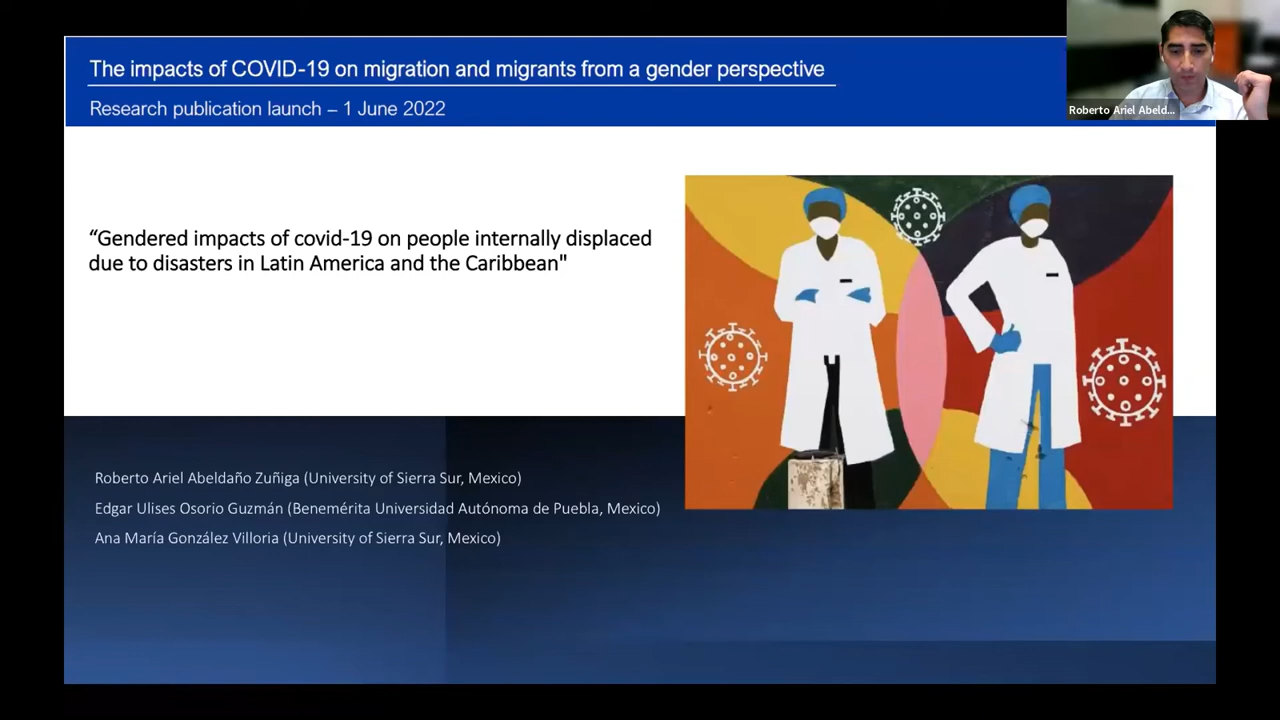 The impacts of COVID-19 on migration and migrants from a gender perspective
Research publication launch – 1 June 2022
Roberto Ariel Abeld...
“Gendered impacts of covid-19 on people internally displaced
due to disasters in Latin America and the Caribbean"
Roberto Ariel Abeldaño Zuñiga (University of Sierra Sur, Mexico)
Edgar Ulises Osorio Guzmán (Benemérita Universidad Autónoma de Puebla, Mexico)
Ana María González Villoria (University of Sierra Sur, Mexico)